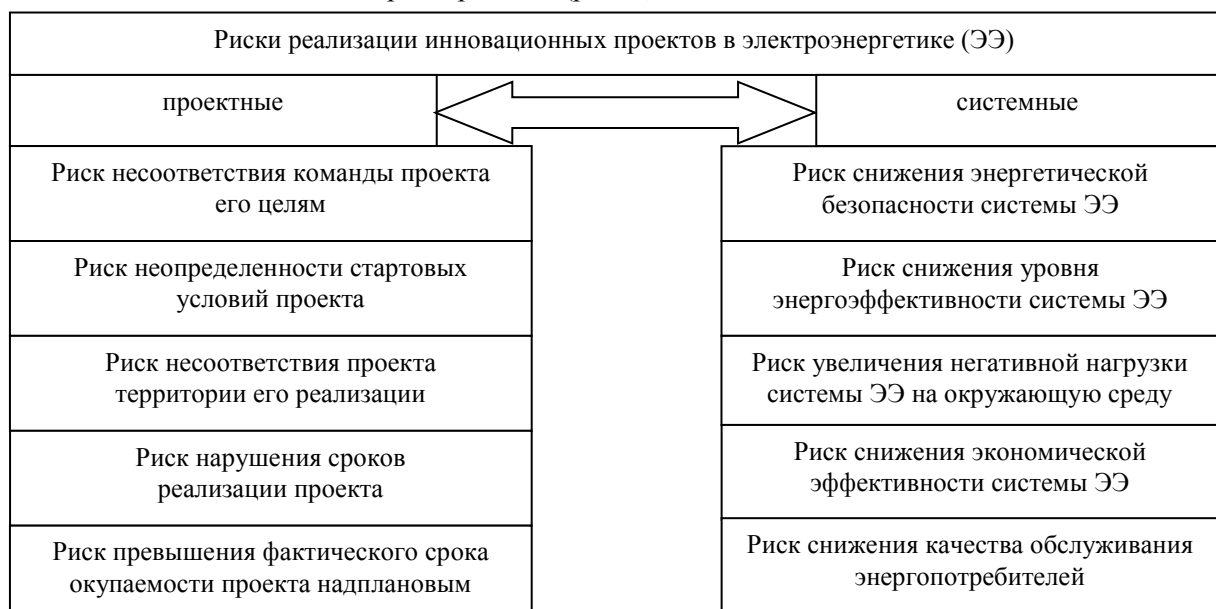 Риски реализации инновационных проектов в электроэнергетике (ЭЭ)
проектные
системные
Риск несоответствия команды проекта
его целям
Риск неопределенности стартовых
условий проекта
Риск несоответствия проекта
территории его реализации
Риск нарушения сроков
реализации проекта
Риск превышения фактического срока
окупаемости проекта надплановым
Риск снижения энергетической
безопасности системы ЭЭ
Риск снижения уровня
энергоэффективности системы ЭЭ
Риск увеличения негативной нагрузки
системы ЭЭ на окружающую среду
Риск снижения экономической
эффективности системы ЭЭ
Риск снижения качества обслуживания
энергопотребителей